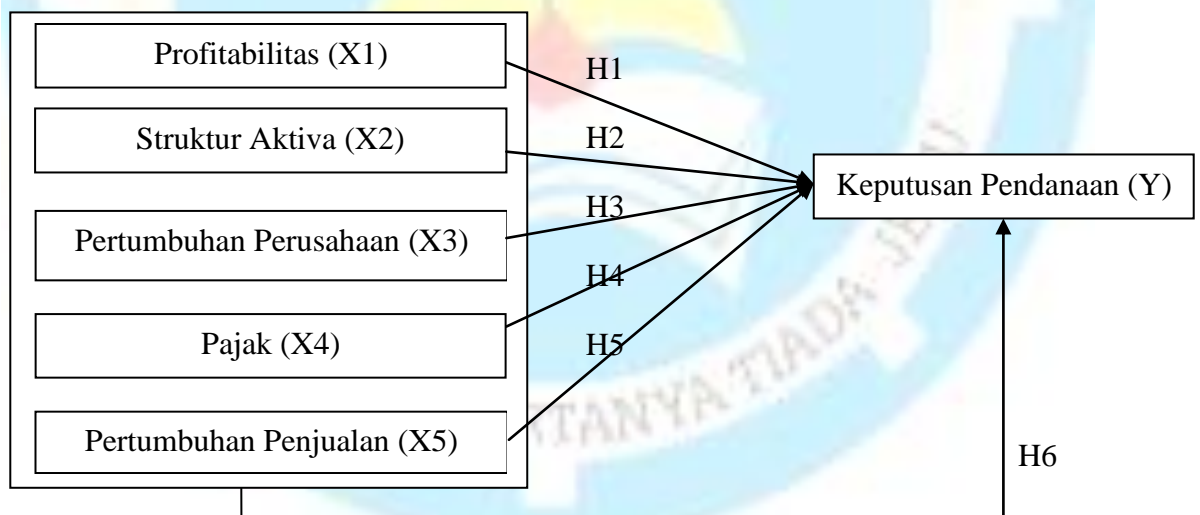 Profitabilitas (X1)
H1
Struktur Aktiva (X2)
H2
Keputusan Pendanaan (Y)
H3
Pertumbuhan Perusahaan (X3)
H4
Pajak (X4)
H5
Pertumbuhan Penjualan (X5)
H6
TIADA